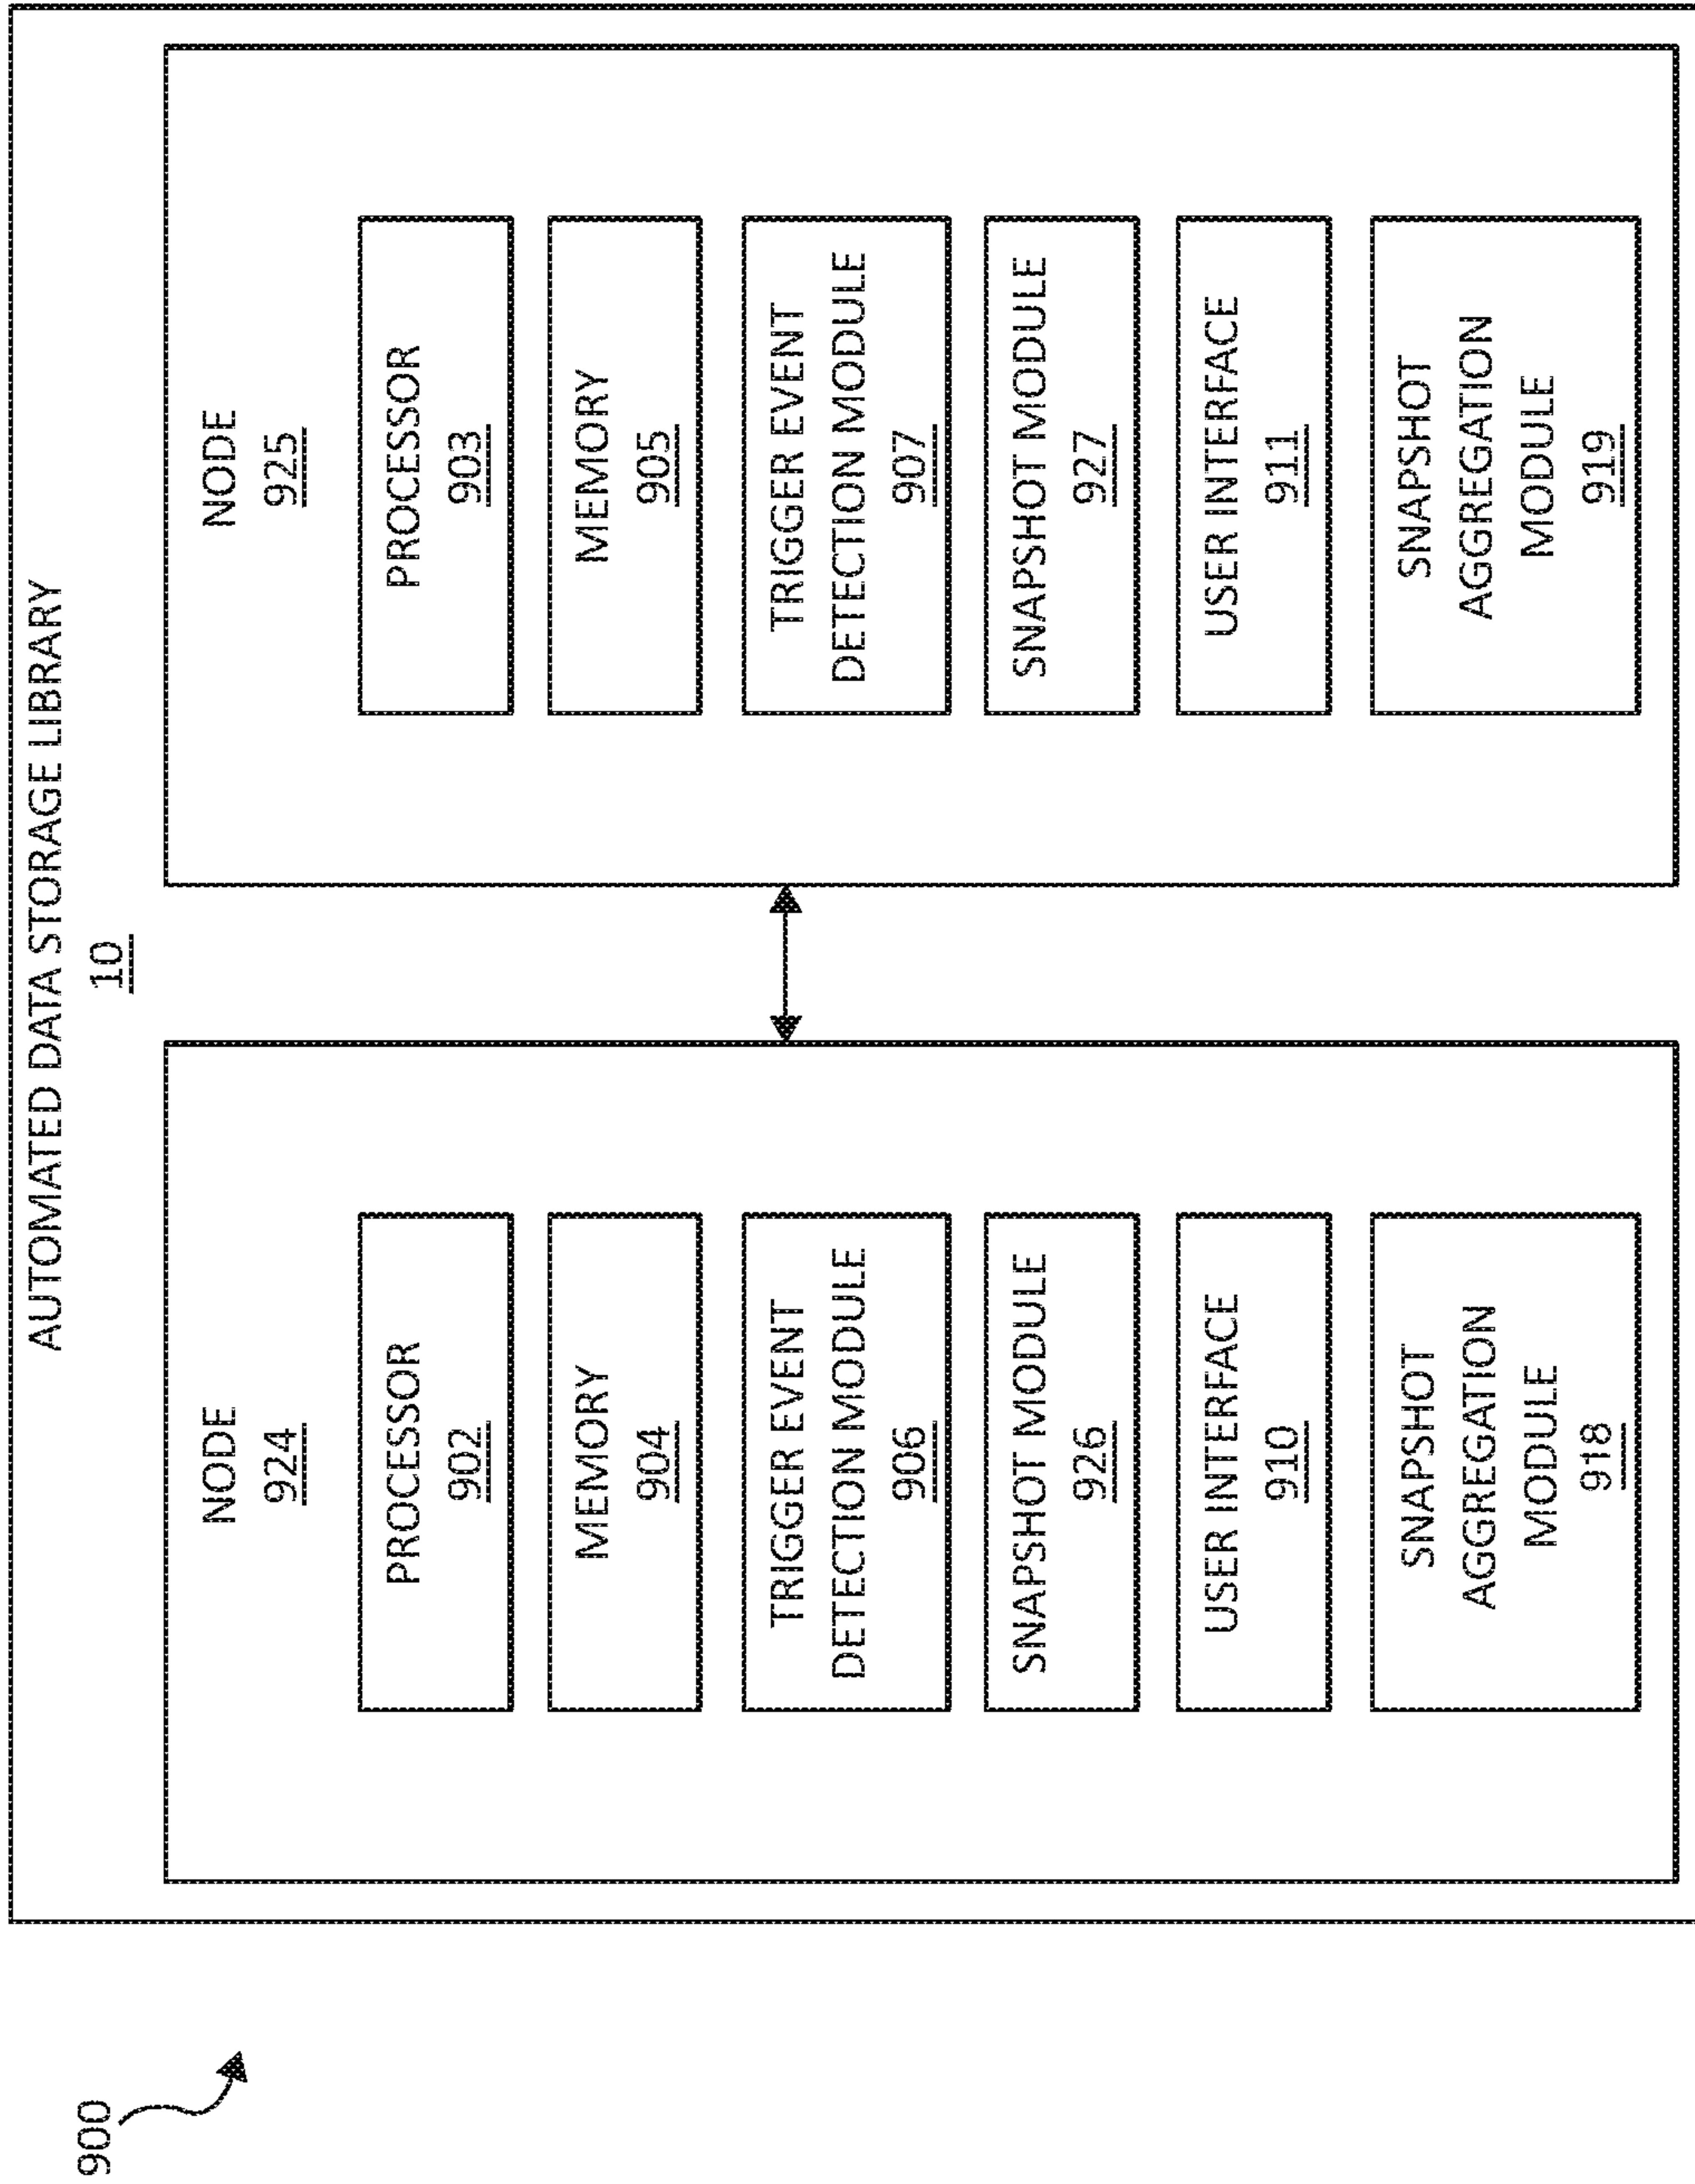 900
AUTOMATED DATA STORAGE LIBRARY
10
NODE
924
PROCESSOR
902
MEMORY
904
TRIGGER EVENT
DETECTION MODULE
906
SNAPSHOT MODULE
926
USER INTERFACE
910
SNAPSHOT
AGGREGATION
MODULE
918
NODE
925
PROCESSOR
903
MEMORY
905
TRIGGER EVENT
DETECTION MODULE
907
SNAPSHOT MODULE
927
USER INTERFACE
911
SNAPSHOT
AGGREGATION
MODULE
919